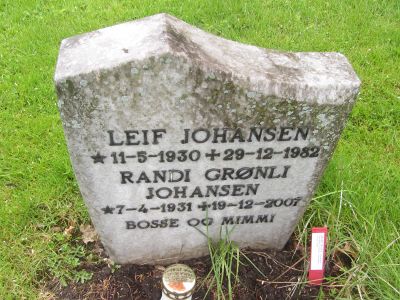 LEIF JOHANSEN
★11-5-1930 +29-12-1982
RANDI GRØNLI
JOHANSEN
★7-4-1931 +19-12-2007
BOSSE OG MIMMI